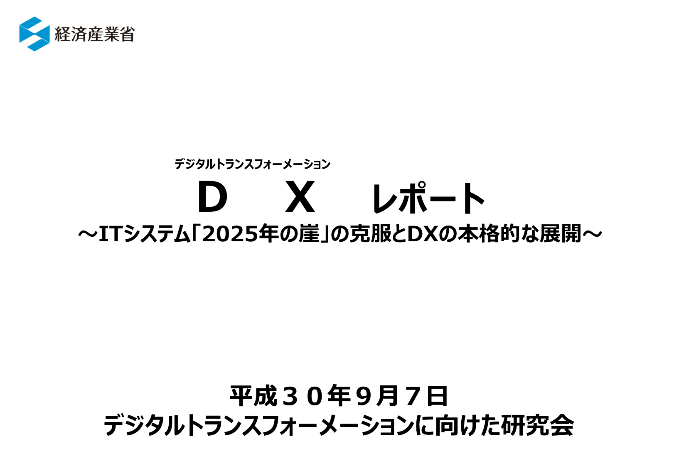 経済産業省
デジタルトランスフォーメーション
D X レポート
～ITシステム「2025年の崖」の克服とDXの本格的な展開～
平成３０年９月７日
デジタルトランスフォーメーションに向けた研究会